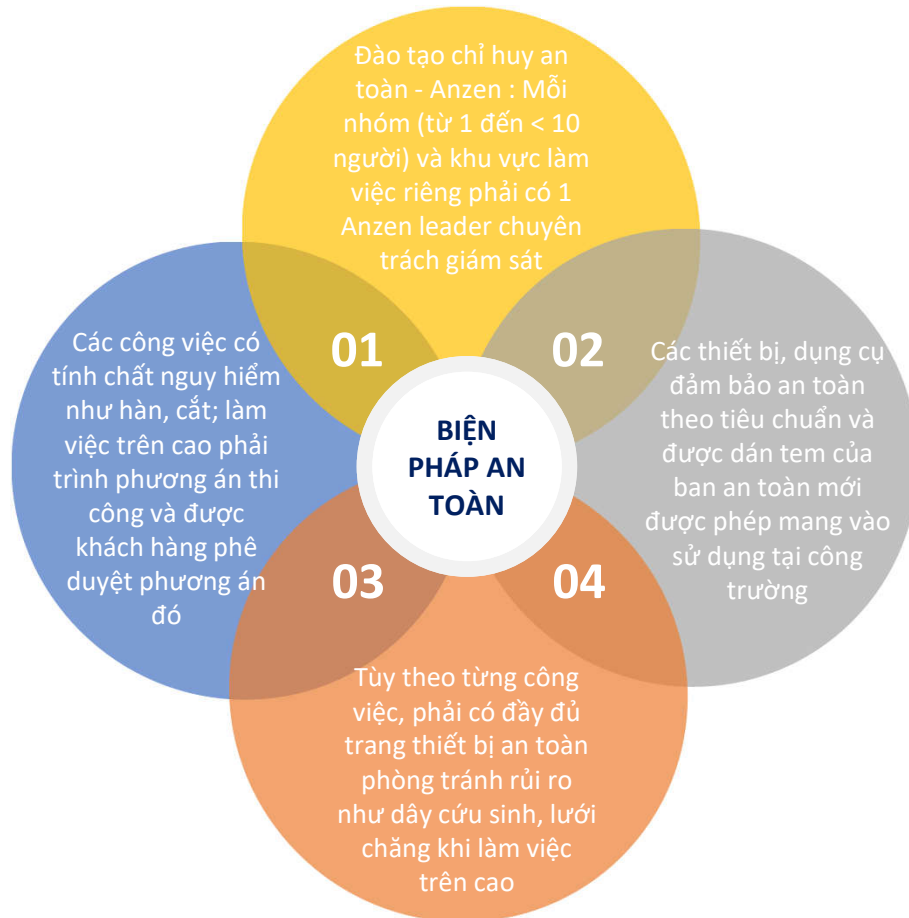 Đào tạo chỉ huy an
toàn - Anzen : Mỗi
nhóm (từ 1 đến < 10
người) và khu vực làm
việc riêng phải có 1
Anzen leader chuyên
trách giám sát
01
02
Các công việc có
tính chất nguy hiểm
như hàn, cắt; làm
việc trên cao phải
trình phương án thi
công và được
khách hàng phê
duyệt phương án
đó
BIỆN
PHÁP AN
TOÀN
Các thiết bị, dụng cụ
đảm bảo an toàn
theo tiêu chuẩn và
được dán tem của
ban an toàn mới
được phép mang vào
sử dụng tại công
trường
03
04
Tùy theo từng công
việc, phải có đầy đủ
trang thiết bị an toàn
phòng tránh rủi ro
như dây cứu sinh, lưới
chăng khi làm việc
trên cao